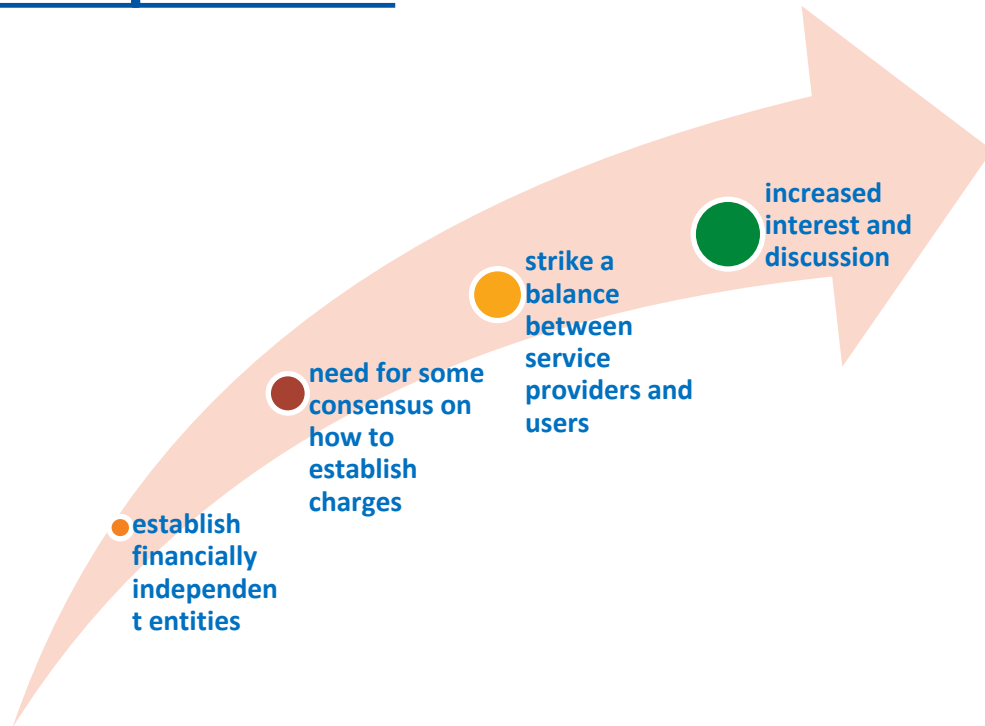 establish
financially
independen
t entities
need for some
consensus on
how to
establish
charges
strike a
balance
between
service
providers and
users
increased
interest and
discussion